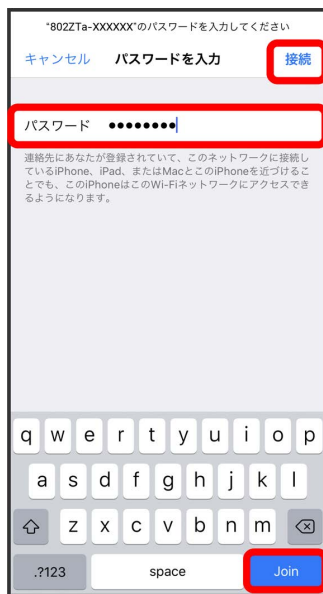 "802ZTa-XXXXXX"のパスワードを入力してください
キャンセル パスワードを入力 接続
パスワード ●●●●●●●●
連絡先にあなたが登録されていて、このネットワークに接続し
ているiPhone、iPad、またはMacとこのiPhoneを近づけるこ
とでも、このiPhoneはこのWi-Fiネットワークにアクセスでき
るようになります。
q w e r t y u i o p
a s d f g h j k l
z x c v b n m
.?123 space Join